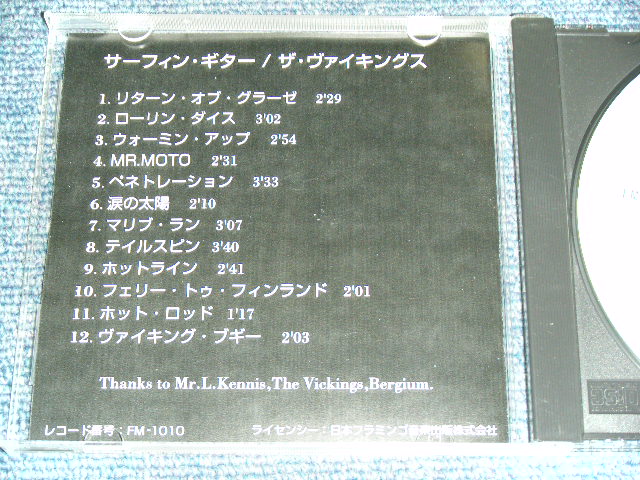 サーフィン・ギター / ザ・ヴァイキングス
1. リターン・オブ・グラーゼ 2'29
2. ローリン・ダイス 3'02
3. ウォーミン・アップ 2'54
4. MR.MOTO 2'31
5. ペネトレーション 3'33
6. 涙の太陽 2'10
7. マリブ・ラン 3'07
8. テイルスピン 3'40
9. ホットライン 2'41
10. フェリー・トゥ・フィンランド 2'01
11. ホット・ロッド 1'17
12. ヴァイキング・ブギー 2'03
Thanks to Mr.L.Kennis,The Vickings,Bergium.
レコード番号：FM-1010 ライセンシー：日本フラミンゴ音楽出版株式会社